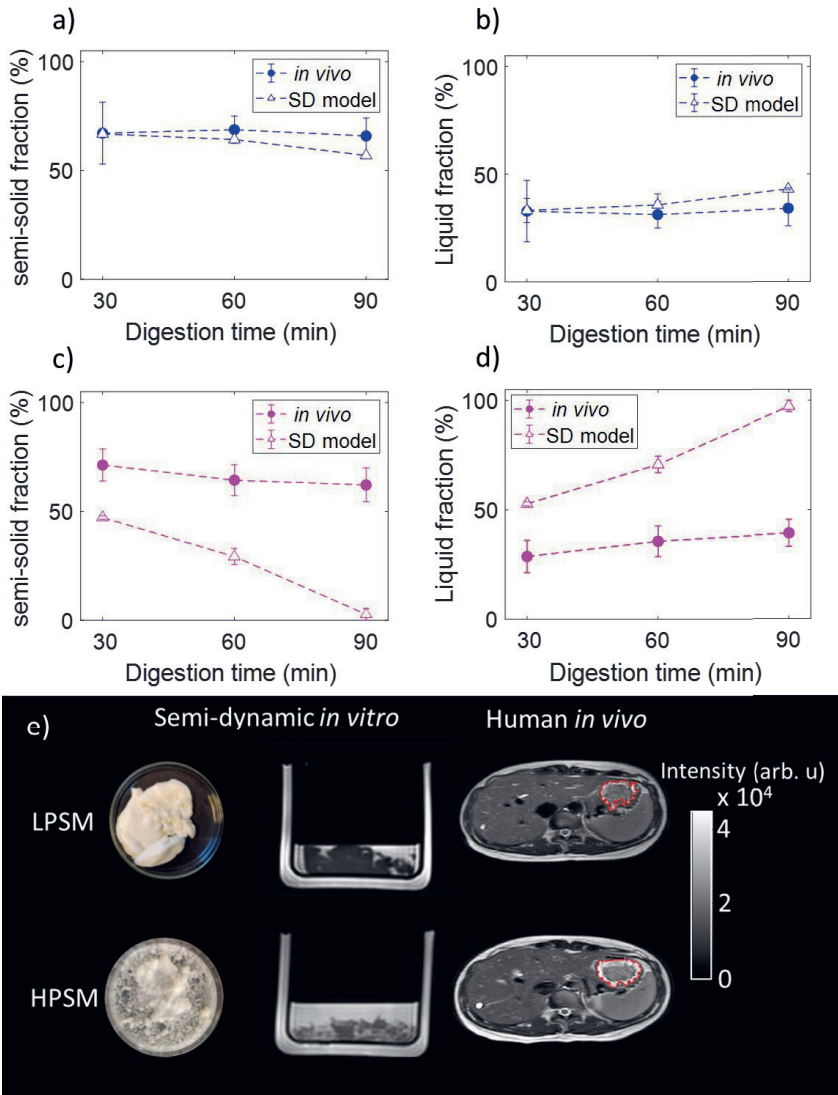 a)
semi-solid fraction (%)
100
50
0
in vivo
SD model
30 60 90
Digestion time (min)
b)
Liquid fraction (%)
100
50
0
in vivo
SD model
30 60 90
Digestion time (min)
c)
semi-solid fraction (%)
100
50
0
in vivo
SD model
30 60 90
Digestion time (min)
d)
Liquid fraction (%)
100
50
0
in vivo
SD model
30 60 90
Digestion time (min)
e)
Semi-dynamic in vitro
Human in vivo
Intensity (arb. u)
x 10⁴
4
2
0
LPSM
HPSM